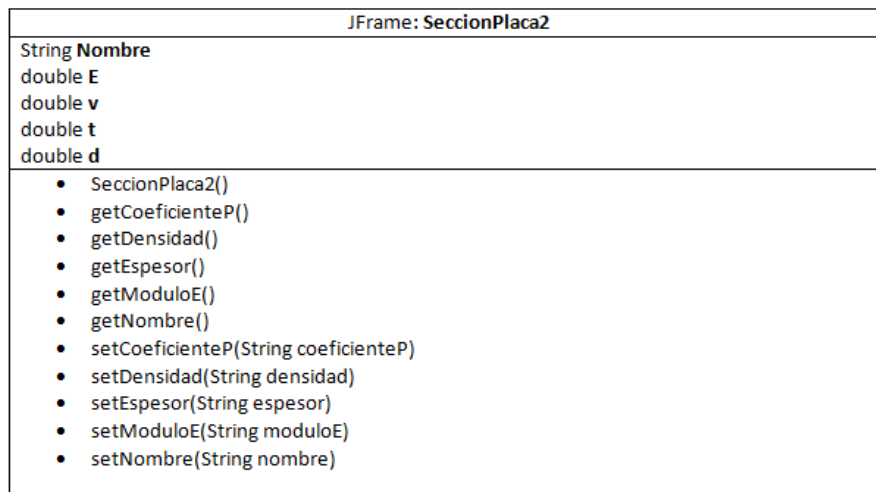 JFrame: SeccionPlaca2
String Nombre
double E
double v
double t
double d
• SeccionPlaca2()
• getCoeficienteP()
• getDensidad()
• getEspesor()
• getModuloE()
• getNombre()
• setCoeficienteP(String coeficienteP)
• setDensidad(String densidad)
• setEspesor(String espesor)
• setModuloE(String moduloE)
• setNombre(String nombre)